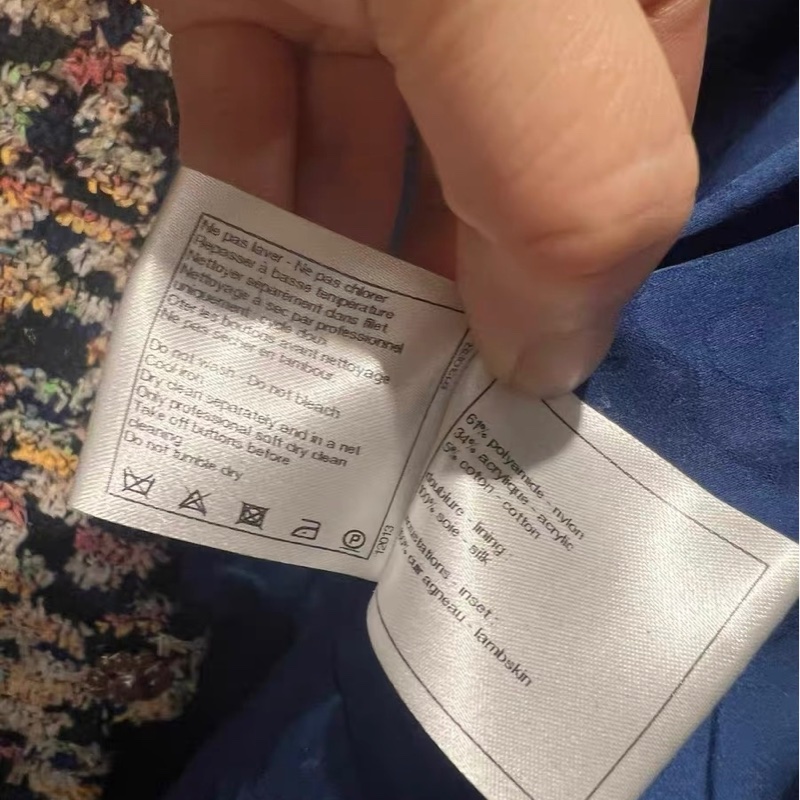 Ne pas laver - Ne pas chlorer
Repasser à basse température
Nettoyer séparément dans filet
Nettoyage à sec par professionnel
uniquement, cycle doux
Oter les boutons avant nettoyage
Ne pas sécher en tambour
Do not wash - Do not bleach
Cool iron
Dry clean separately and in a net
Only professional soft dry clean
Take off buttons before
cleaning
Do not tumble dry
P
12013
61% polyamide - nylon
34% acrylique - acrylic
5% coton - cotton
doublure - lining
100% soie - silk
inset :
cuir agneau - lambskin